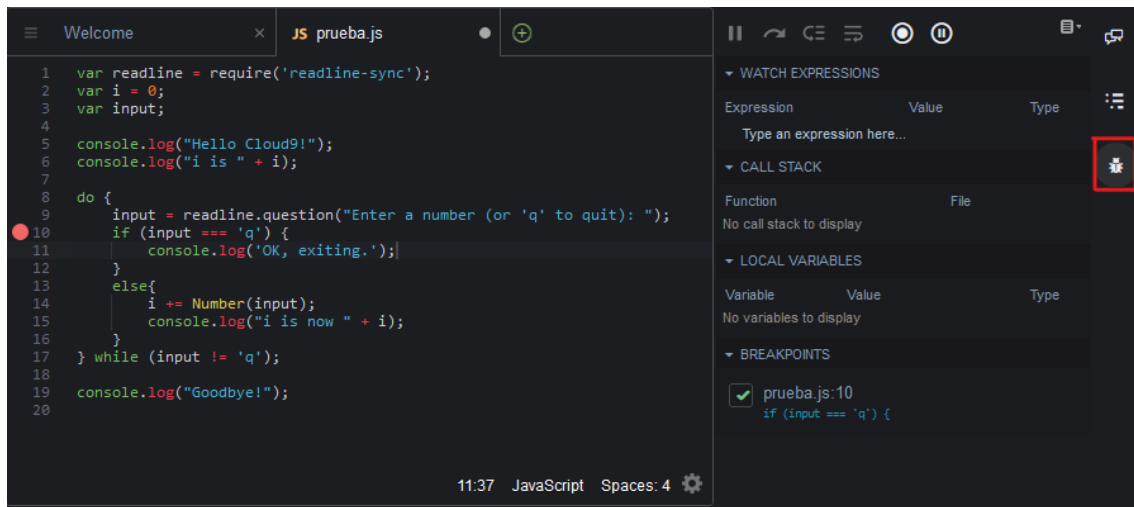 Welcome
JS prueba.js
1 var readline = require('readline-sync');
2 var i = 0;
3 var input;
4
5 console.log("Hello Cloud9!");
6 console.log("i is " + i);
7
8 do {
9 input = readline.question("Enter a number (or 'q' to quit): ");
10 if (input === 'q') {
11 console.log('OK, exiting.');
12 }
13 else{
14 i += Number(input);
15 console.log("i is now " + i);
16 }
17 } while (input != 'q');
18
19 console.log("Goodbye!");
20
11:37 JavaScript Spaces: 4
WATCH EXPRESSIONS
Expression Value Type
Type an expression here...
CALL STACK
Function File
No call stack to display
LOCAL VARIABLES
Variable Value Type
No variables to display
BREAKPOINTS
prueba.js:10
if (input === 'q') {